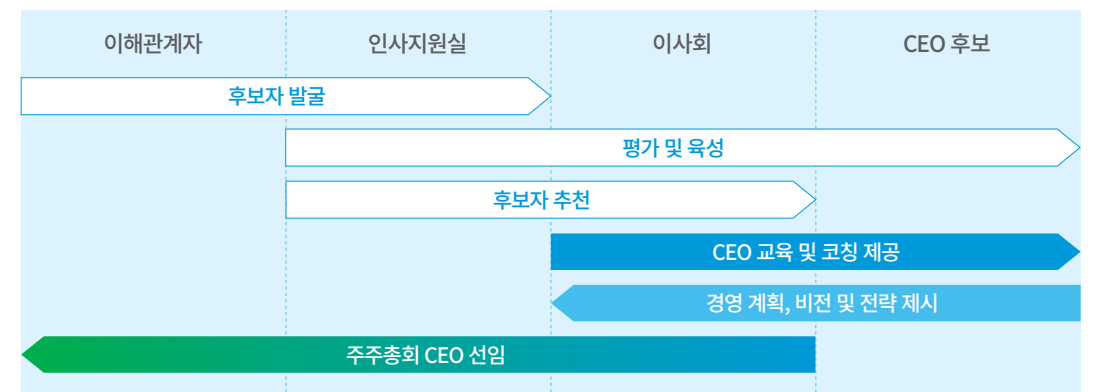 이해관계자
인사지원실
이사회
CEO 후보
후보자 발굴
평가 및 육성
후보자 추천
CEO 교육 및 코칭 제공
경영 계획, 비전 및 전략 제시
주주총회 CEO 선임